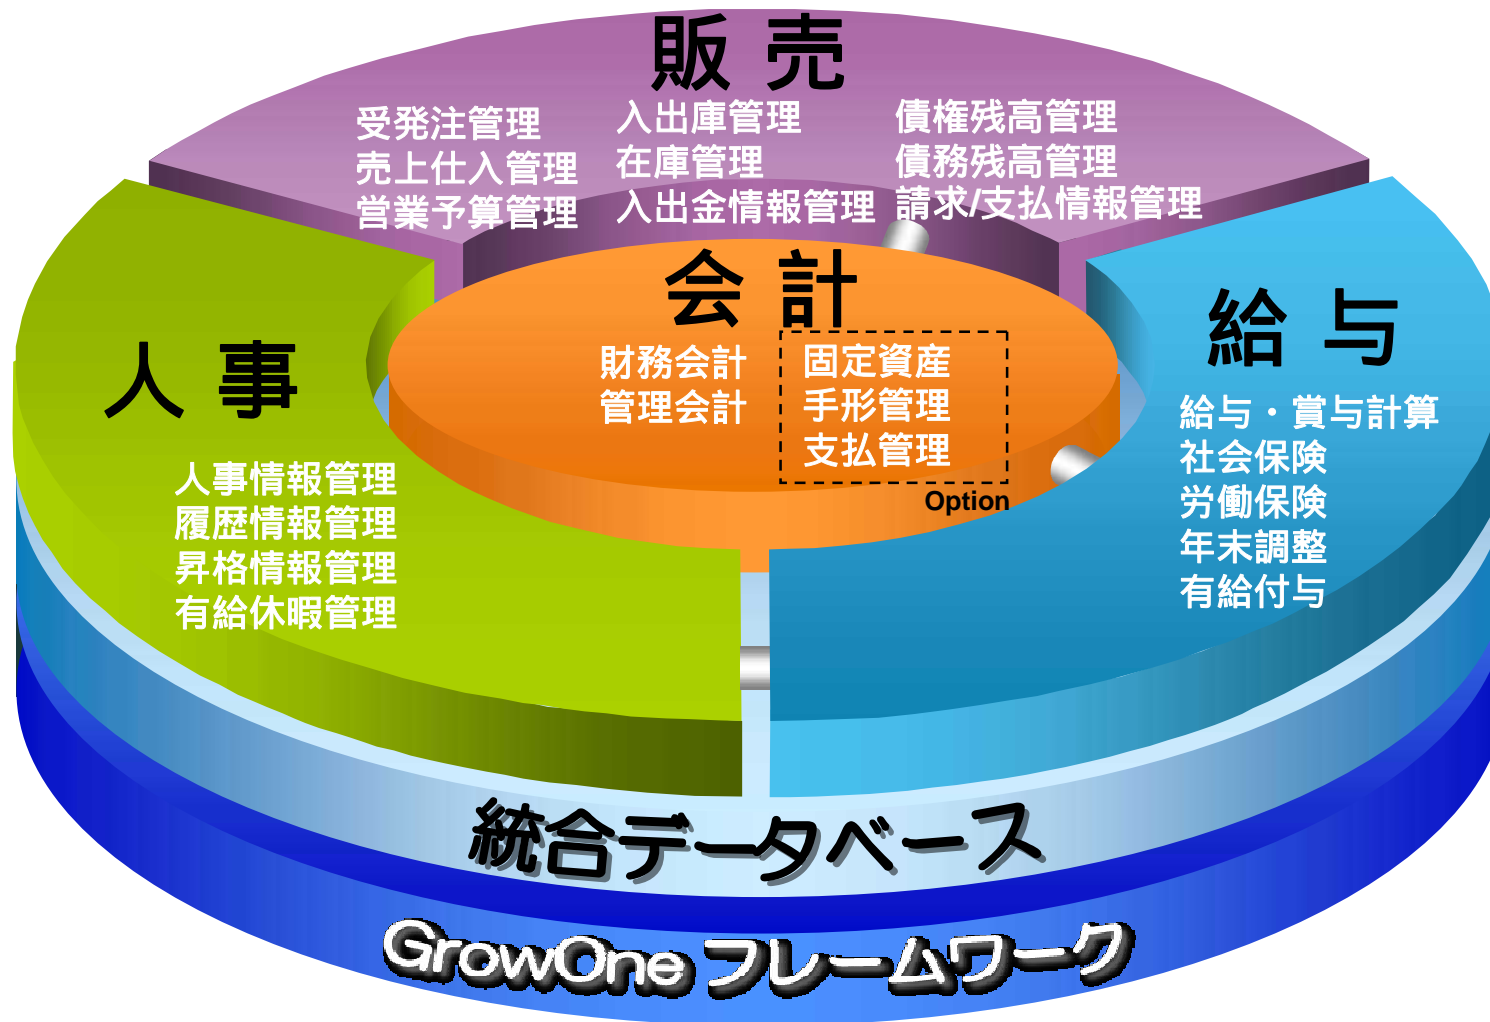 販売
受発注管理
売上仕入管理
営業予算管理
入出庫管理
在庫管理
入出金情報管理
債権残高管理
債務残高管理
請求/支払情報管理
会計
財務会計
管理会計
固定資産
手形管理
支払管理
Option
人事
人事情報管理
履歴情報管理
昇格情報管理
有給休暇管理
給与
給与・賞与計算
社会保険
労働保険
年末調整
有給付与
統合データベース
GrowOne フレームワーク